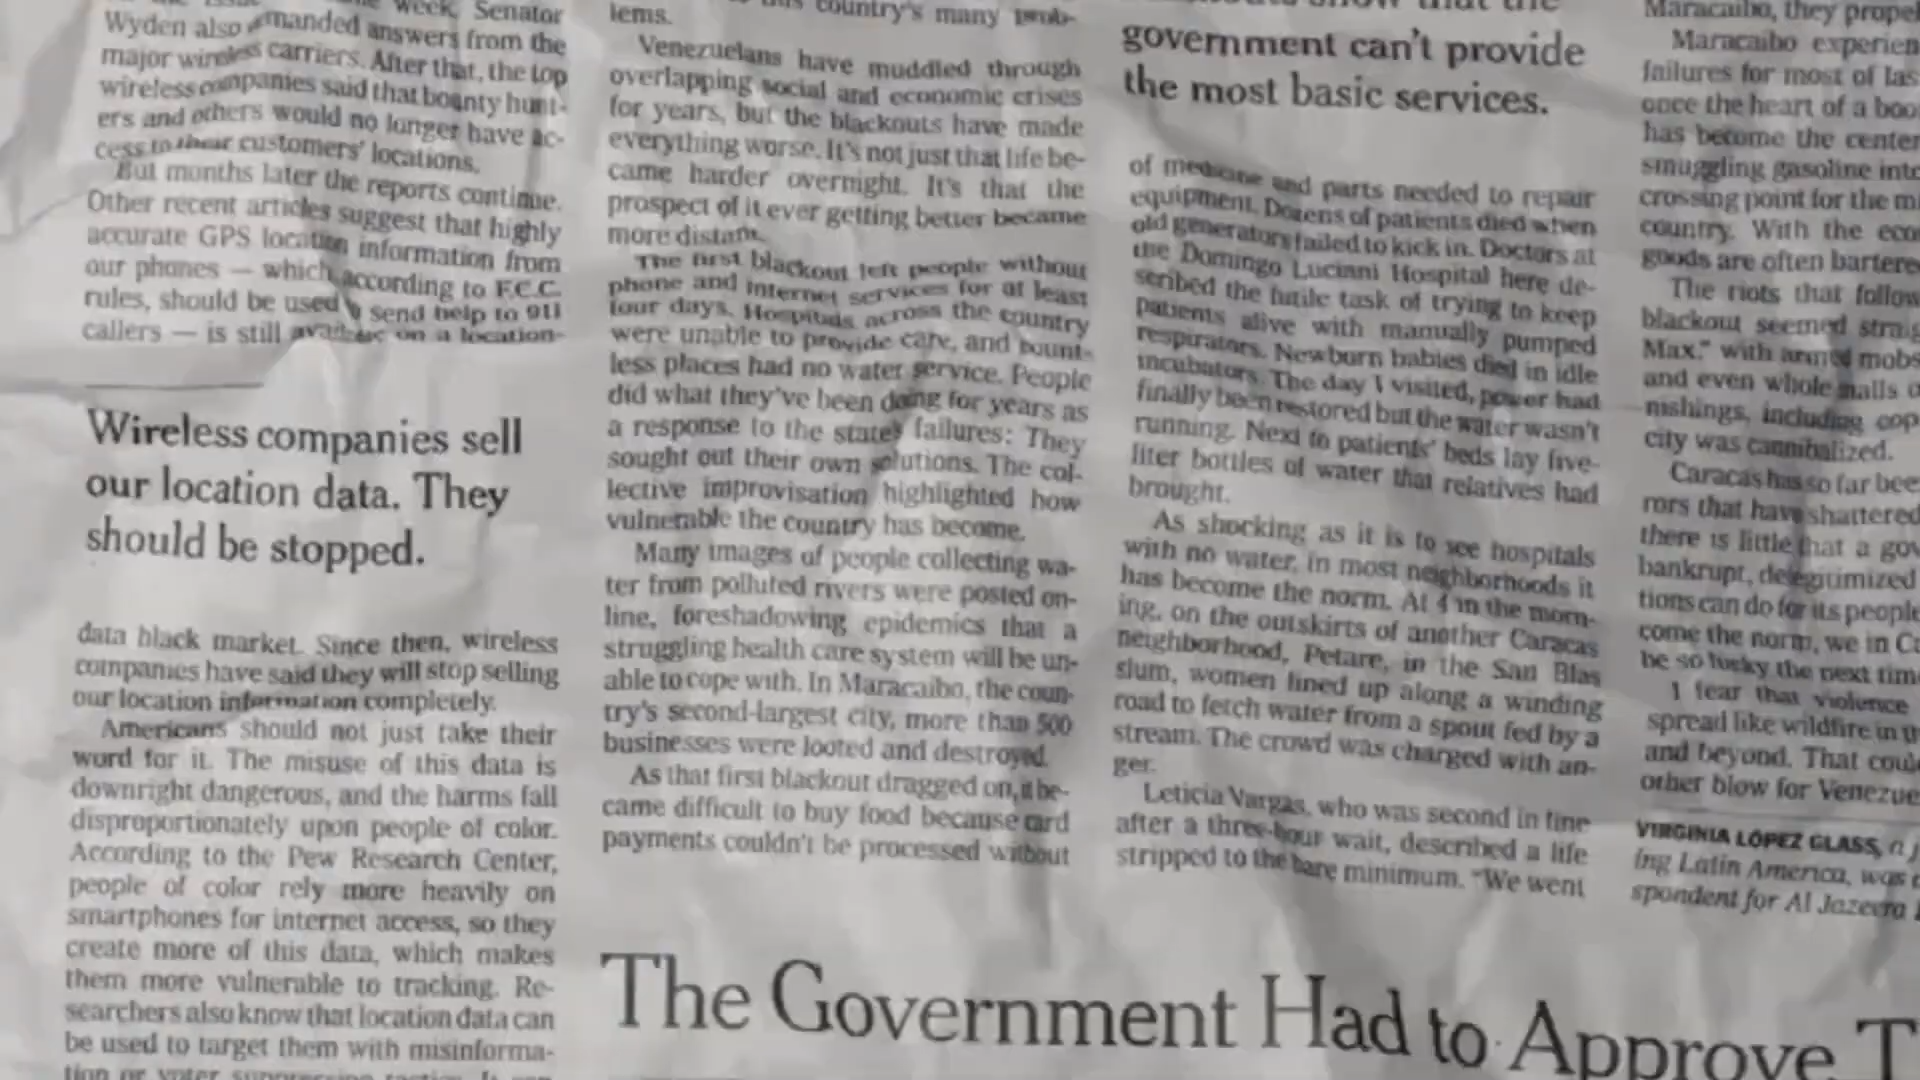 week, Senator
Wyden also demanded answers from the
major wireless carriers. After that, the top
wireless companies said that bounty hunt-
ers and others would no longer have ac-
cess to their customers' locations.
But months later the reports continue.
Other recent articles suggest that highly
accurate GPS location information from
our phones — which according to F.C.C.
rules, should be used to send help to 911
callers — is still available on a location-
Wireless companies sell
our location data. They
should be stopped.
data black market. Since then, wireless
companies have said they will stop selling
our location information completely.
Americans should not just take their
word for it. The misuse of this data is
downright dangerous, and the harms fall
disproportionately upon people of color.
According to the Pew Research Center,
people of color rely more heavily on
smartphones for internet access, so they
create more of this data, which makes
them more vulnerable to tracking. Re-
searchers also know that location data can
be used to target them with misinforma-
tion or voter suppression
this country's many prob-
lems.
Venezuelans have muddled through
overlapping social and economic crises
for years, but the blackouts have made
everything worse. It's not just that life be-
came harder overnight. It's that the
prospect of it ever getting better became
more distant.
The first blackout left people without
phone and internet services for at least
four days. Hospitals across the country
were unable to provide care, and count-
less places had no water service. People
did what they've been doing for years as
a response to the state's failures: They
sought out their own solutions. The col-
lective improvisation highlighted how
vulnerable the country has become.
Many images of people collecting wa-
ter from polluted rivers were posted on-
line, foreshadowing epidemics that a
struggling health care system will be un-
able to cope with. In Maracaibo, the coun-
try's second-largest city, more than 500
businesses were looted and destroyed.
As that first blackout dragged on, it be-
came difficult to buy food because card
payments couldn't be processed without
show that the
government can't provide
the most basic services.
of medicine and parts needed to repair
equipment. Dozens of patients died when
old generators failed to kick in. Doctors at
the Domingo Luciani Hospital here de-
scribed the futile task of trying to keep
patients alive with manually pumped
respirators. Newborn babies died in idle
incubators. The day I visited, power had
finally been restored but the water wasn't
running. Next to patients' beds lay five-
liter bottles of water that relatives had
brought.
As shocking as it is to see hospitals
with no water, in most neighborhoods it
has become the norm. At 4 in the morn-
ing, on the outskirts of another Caracas
neighborhood, Petare, in the San Blas
slum, women lined up along a winding
road to fetch water from a spout fed by a
stream. The crowd was charged with an-
ger.
Leticia Vargas, who was second in line
after a three-hour wait, described a life
stripped to the bare minimum. "We went
Maracaibo, they propel
Maracaibo experien
failures for most of las
once the heart of a boo
has become the center
smuggling gasoline into
crossing point for the mi
country. With the eco
goods are often bartere
The riots that follow
blackout seemed straig
Max," with armed mobs
and even whole malls o
nishings, including cop
city was cannibalized.
Caracas has so far bee
rors that have shattered
there is little that a gov
bankrupt, delegitimized
tions can do for its people
come the norm, we in Ca
be so lucky the next time
I fear that violence
spread like wildfire in
and beyond. That coul
other blow for Venezue
VIRGINIA LÓPEZ GLASS, a j
ing Latin America, was
spondent for Al Jazeera
The Government Had to Approve T